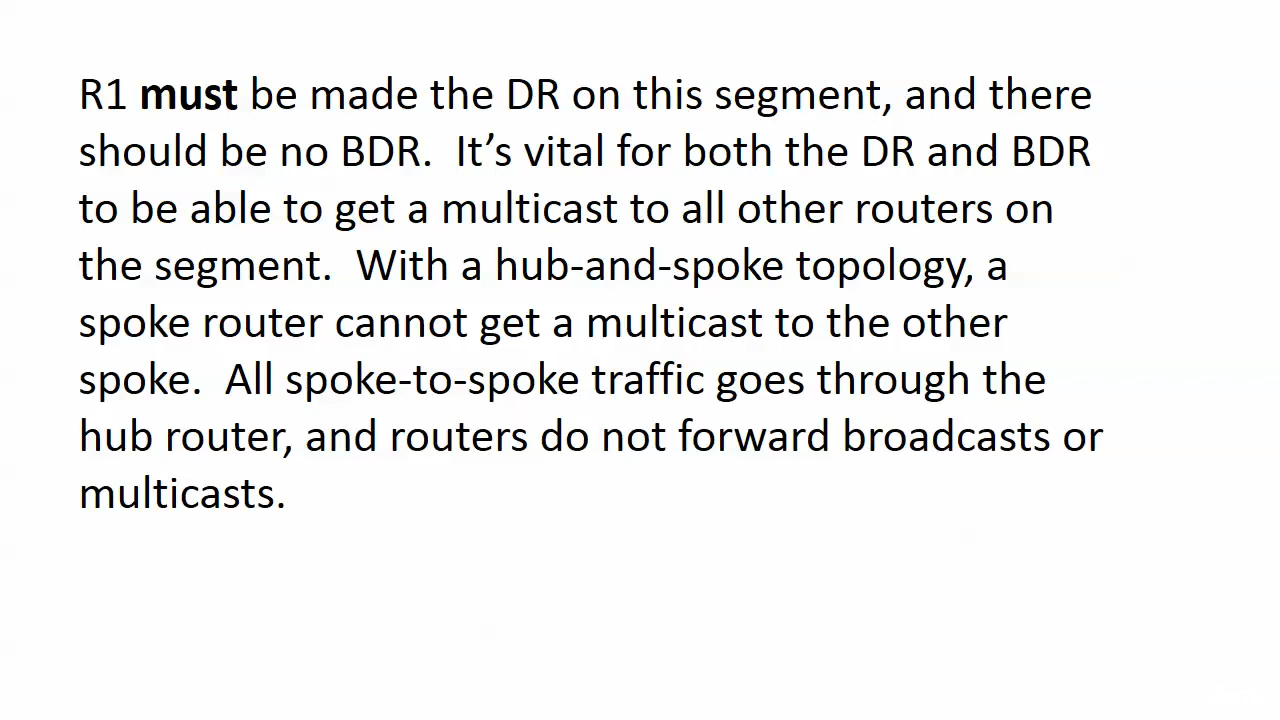 R1 must be made the DR on this segment, and there
should be no BDR.  It’s vital for both the DR and BDR
to be able to get a multicast to all other routers on
the segment.  With a hub-and-spoke topology, a
spoke router cannot get a multicast to the other
spoke.  All spoke-to-spoke traffic goes through the
hub router, and routers do not forward broadcasts or
multicasts.